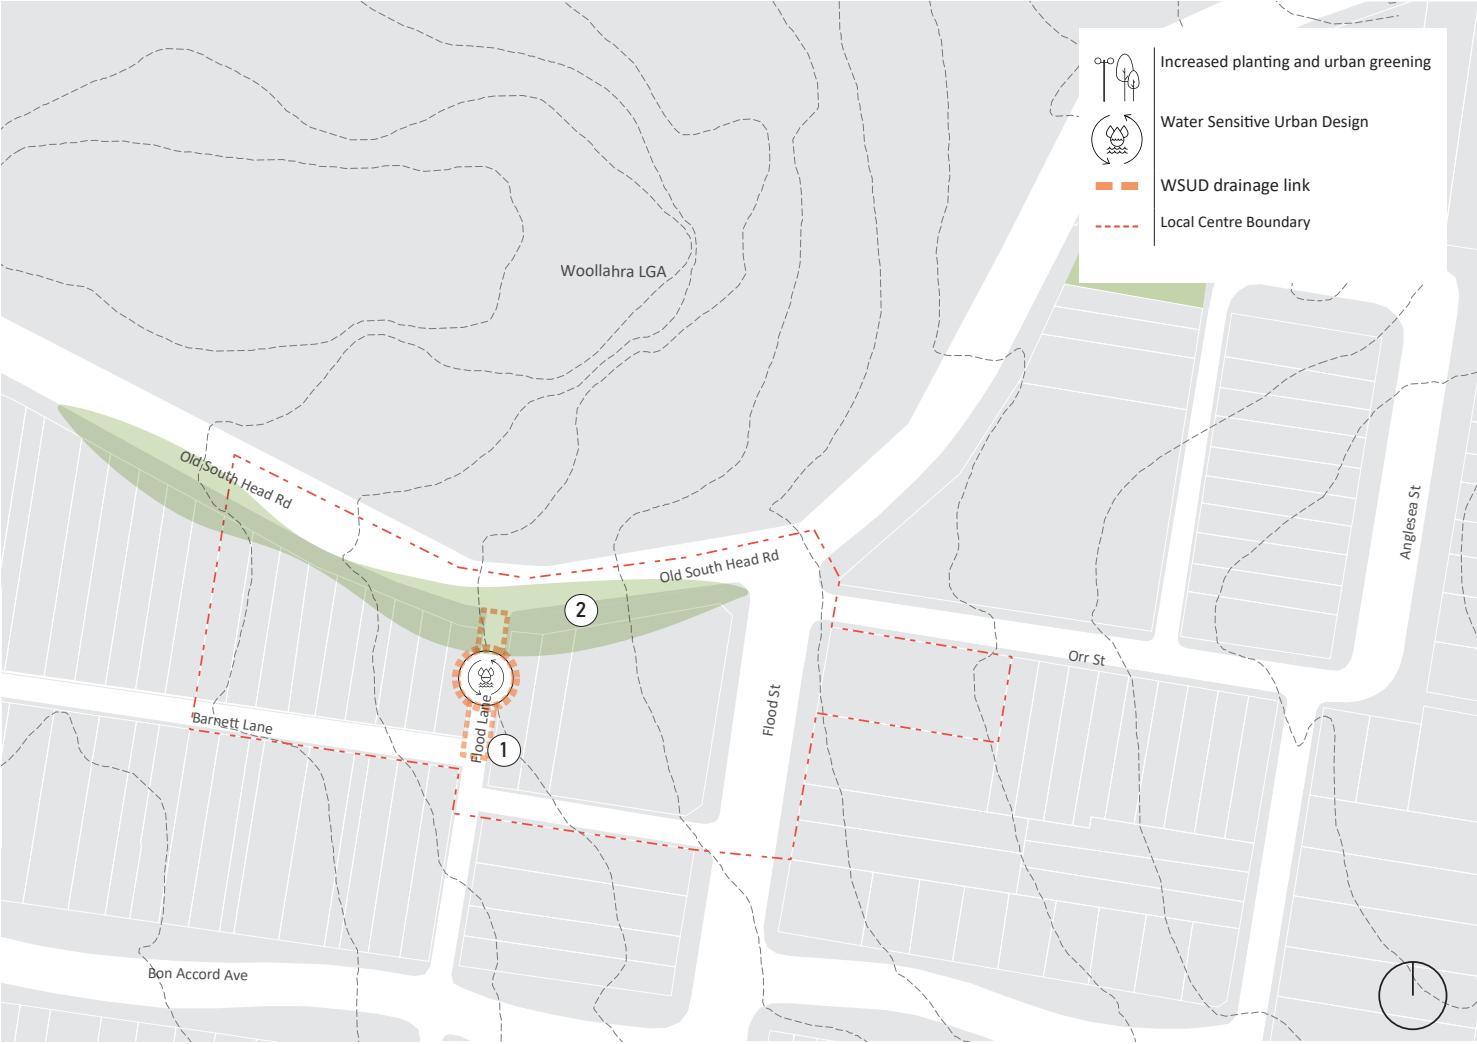 Increased planting and urban greening
Water Sensitive Urban Design
WSUD drainage link
Local Centre Boundary
Woollahra LGA
Old South Head Rd
Old South Head Rd
2
Anglesea St
Orr St
Flood St
Barnett Lane
Flood Lane
1
Bon Accord Ave